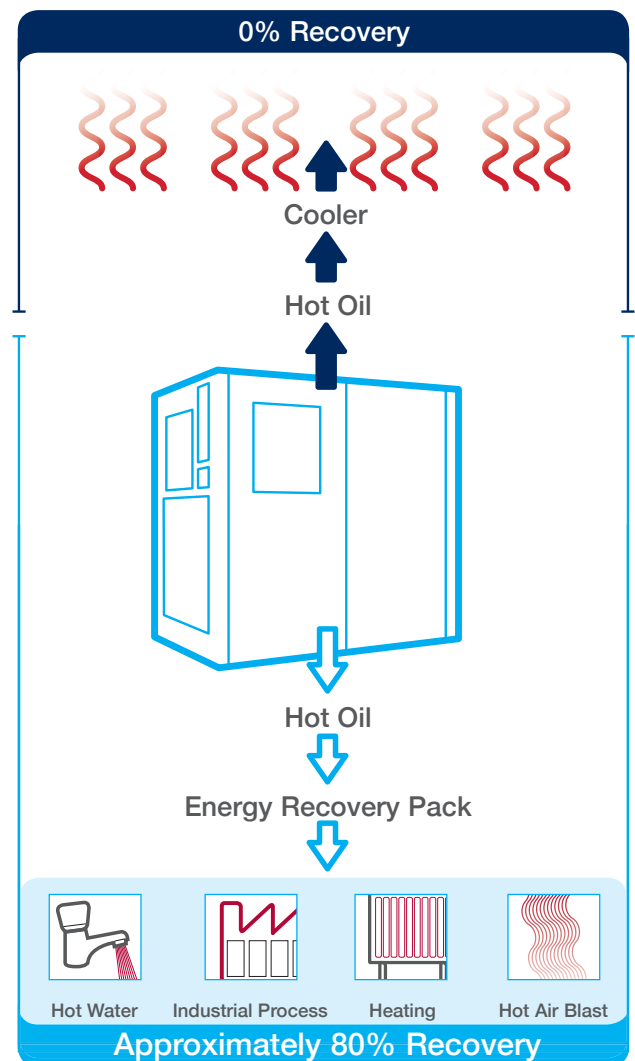 0% Recovery
Cooler
Hot Oil
Hot Oil
Energy Recovery Pack
Hot Water
Industrial Process
Heating
Hot Air Blast
Approximately 80% Recovery